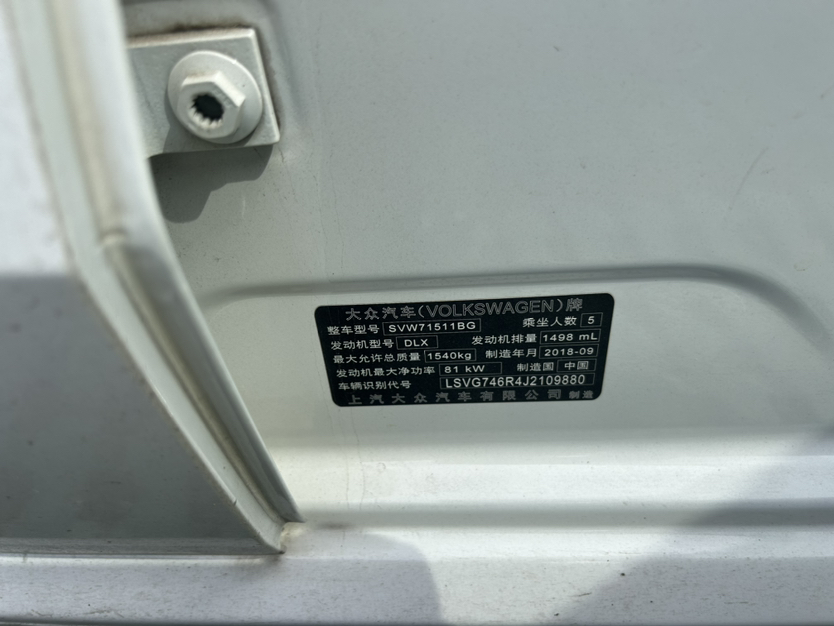 大众汽车(VOLKSWAGEN)牌
整车型号 SVW71511BG 乘坐人数 5
发动机型号 DLX 发动机排量 1498 mL
最大允许总质量 1540kg 制造年月 2018-09
发动机最大净功率 81 kW 制造国 中国
车辆识别代号 LSVG746R4J2109880
上汽大众汽车有限公司 制造